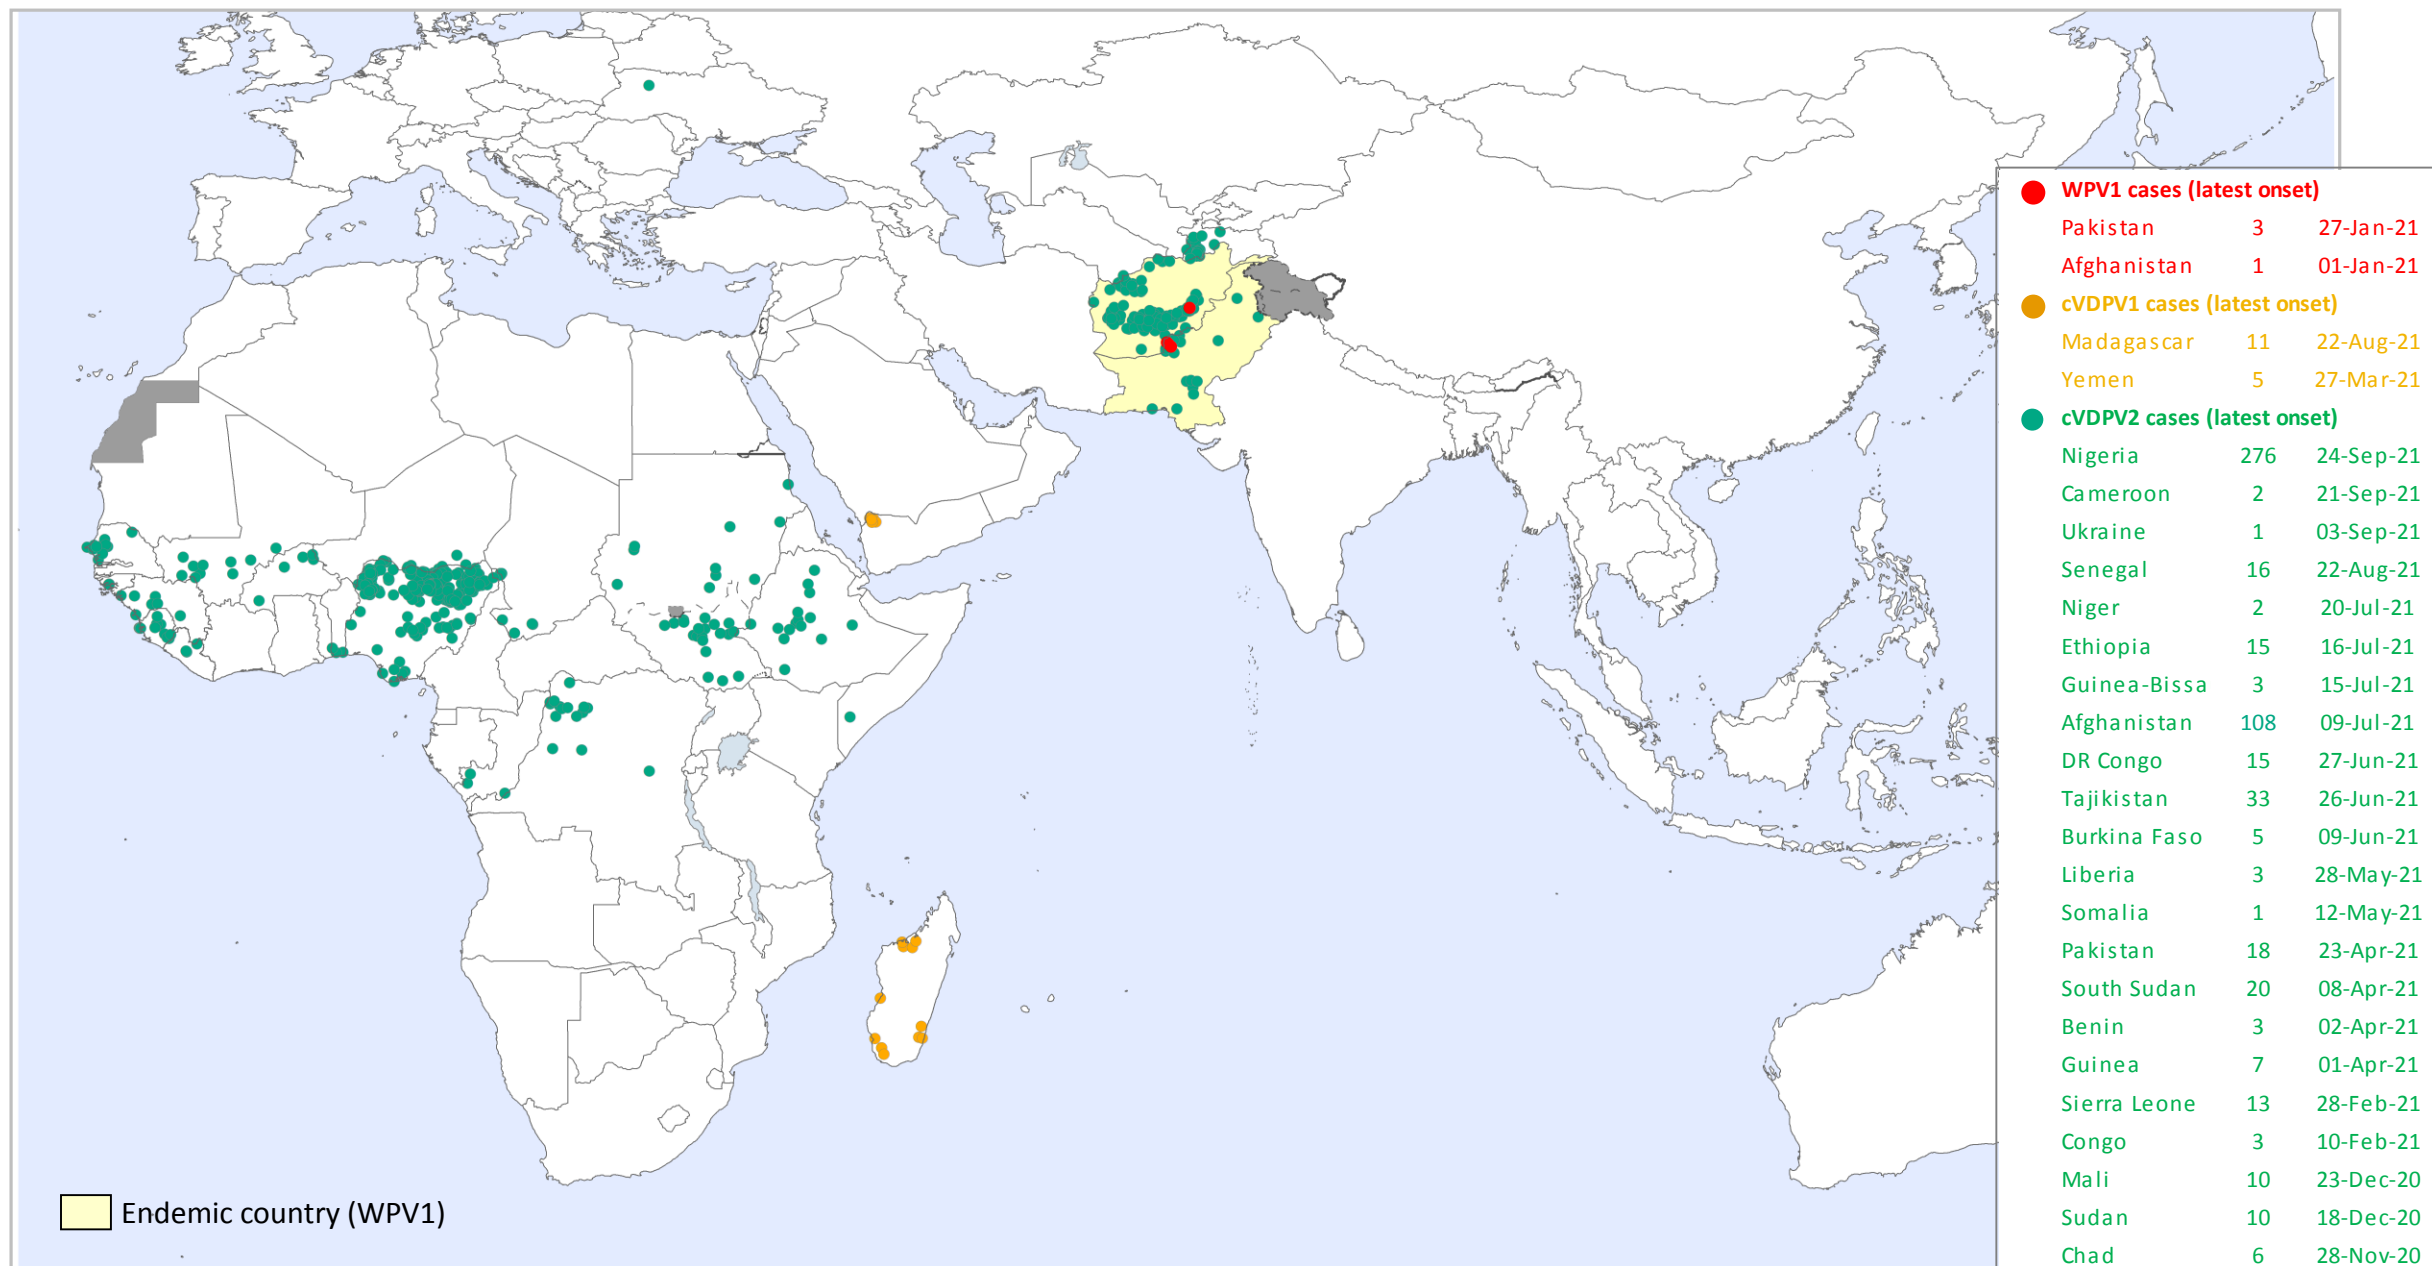 WPV1 cases (latest onset)
Pakistan 3 27-Jan-21
Afghanistan 1 01-Jan-21
cVDPV1 cases (latest onset)
Madagascar 11 22-Aug-21
Yemen 5 27-Mar-21
cVDPV2 cases (latest onset)
Nigeria 276 24-Sep-21
Cameroon 2 21-Sep-21
Ukraine 1 03-Sep-21
Senegal 16 22-Aug-21
Niger 2 20-Jul-21
Ethiopia 15 16-Jul-21
Guinea-Bissa 3 15-Jul-21
Afghanistan 108 09-Jul-21
DR Congo 15 27-Jun-21
Tajikistan 33 26-Jun-21
Burkina Faso 5 09-Jun-21
Liberia 3 28-May-21
Somalia 1 12-May-21
Pakistan 18 23-Apr-21
South Sudan 20 08-Apr-21
Benin 3 02-Apr-21
Guinea 7 01-Apr-21
Sierra Leone 13 28-Feb-21
Congo 3 10-Feb-21
Mali 10 23-Dec-20
Sudan 10 18-Dec-20
Chad 6 28-Nov-20
Endemic country (WPV1)